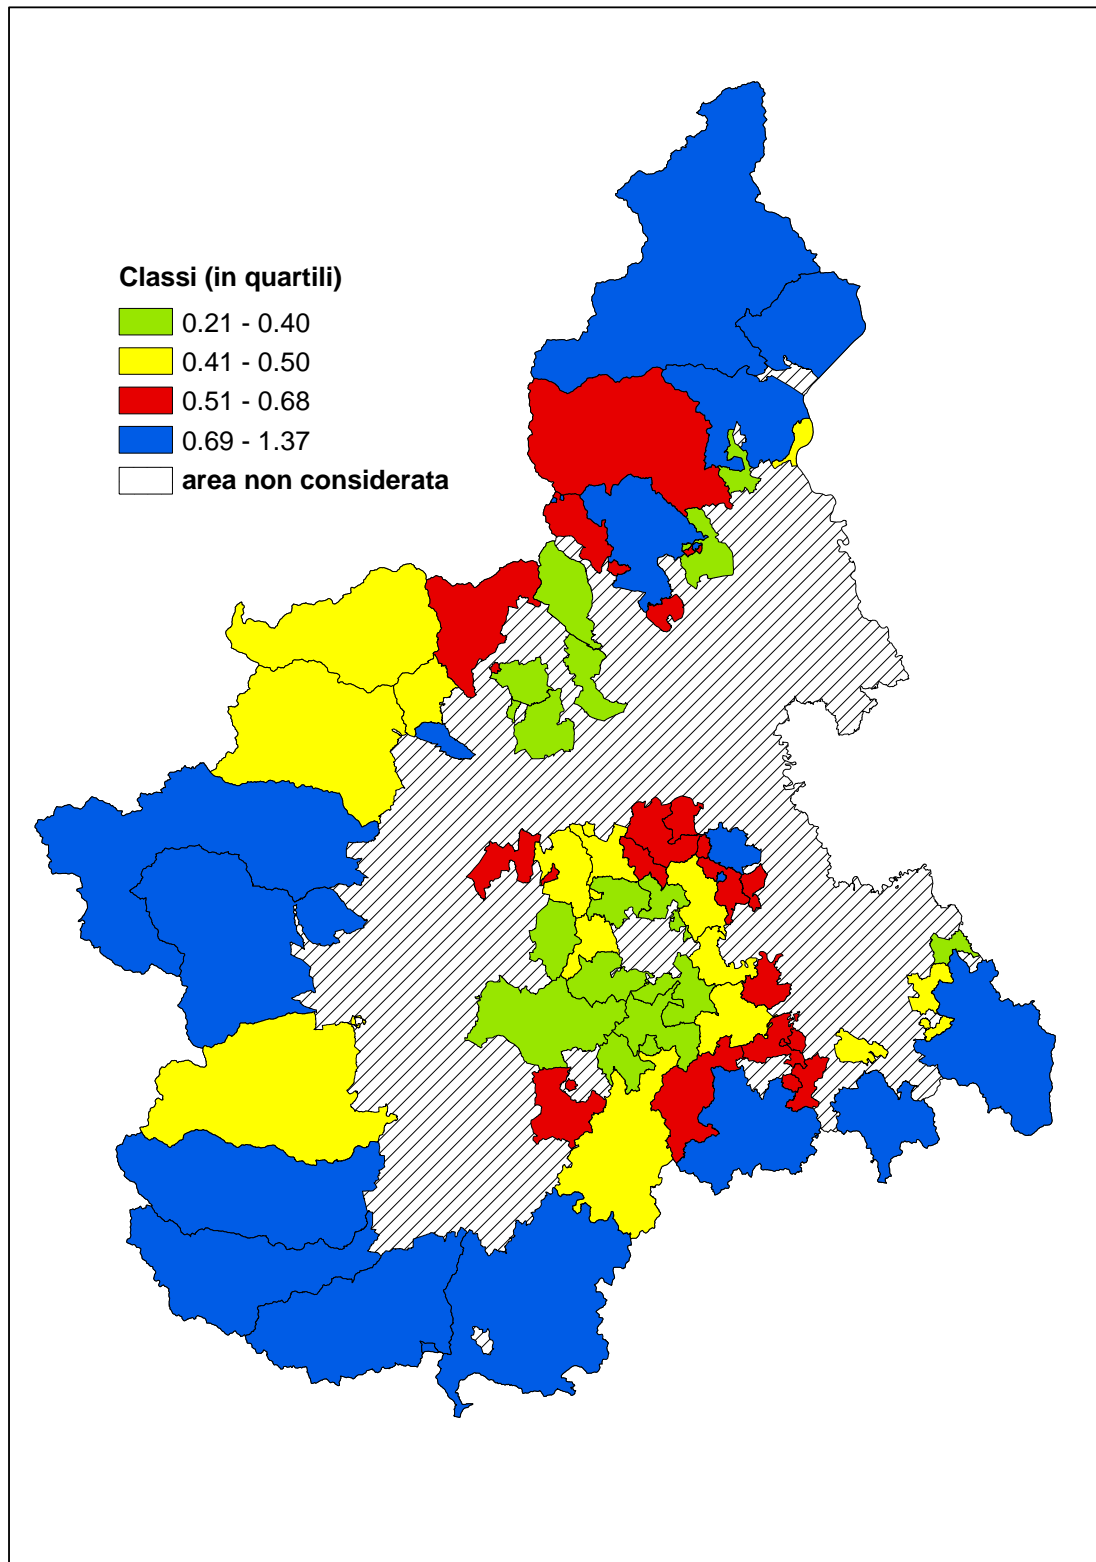 Classi (in quartili)
0.21 - 0.40
0.41 - 0.50
0.51 - 0.68
0.69 - 1.37
area non considerata